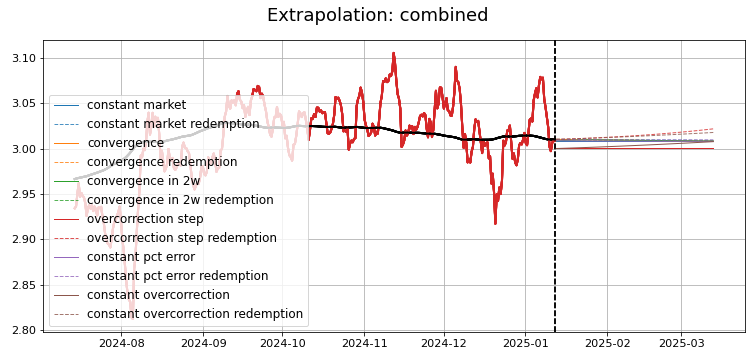 Extrapolation: combined
3.10
3.05
3.00
2.95
2.90
2.85
2.80
constant market
constant market redemption
convergence
convergence redemption
convergence in 2w
convergence in 2w redemption
overcorrection step
overcorrection step redemption
constant pct error
constant pct error redemption
constant overcorrection
constant overcorrection redemption
2024-08 2024-09 2024-10 2024-11 2024-12 2025-01 2025-02 2025-03